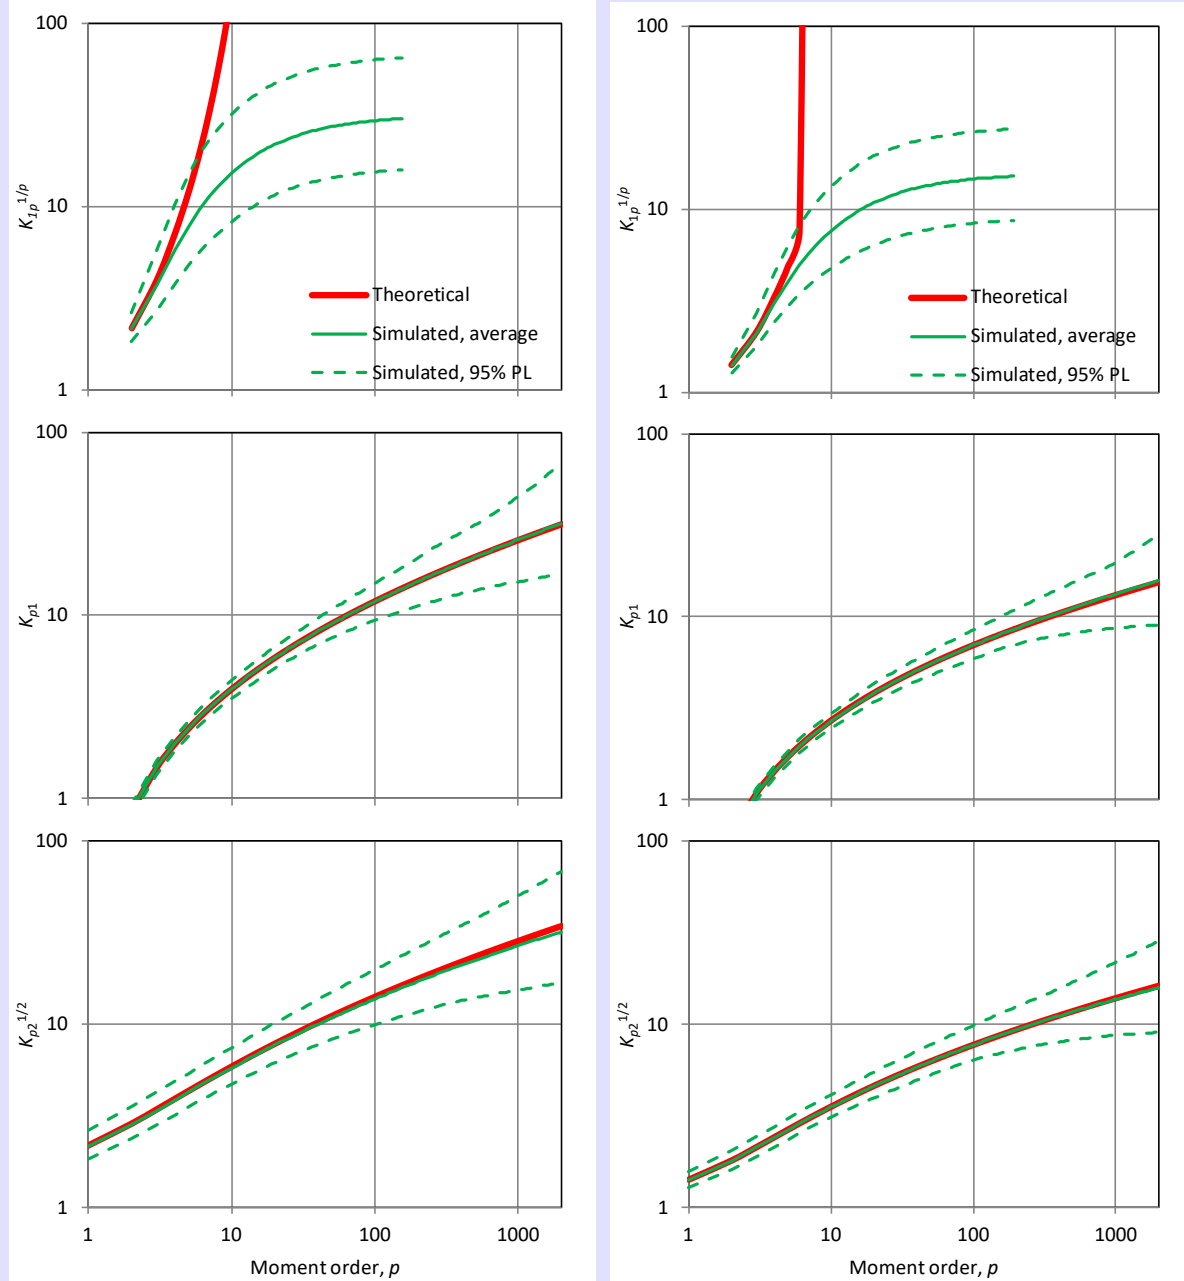 100
10
1
K1p 1/p
Theoretical
Simulated, average
Simulated, 95% PL
100
10
1
K1p 1/p
Theoretical
Simulated, average
Simulated, 95% PL
100
10
1
Kp1
100
10
1
Kp1
100
10
1
Kp2 1/2
1 10 100 1000
Moment order, p
100
10
1
Kp2 1/2
1 10 100 1000
Moment order, p